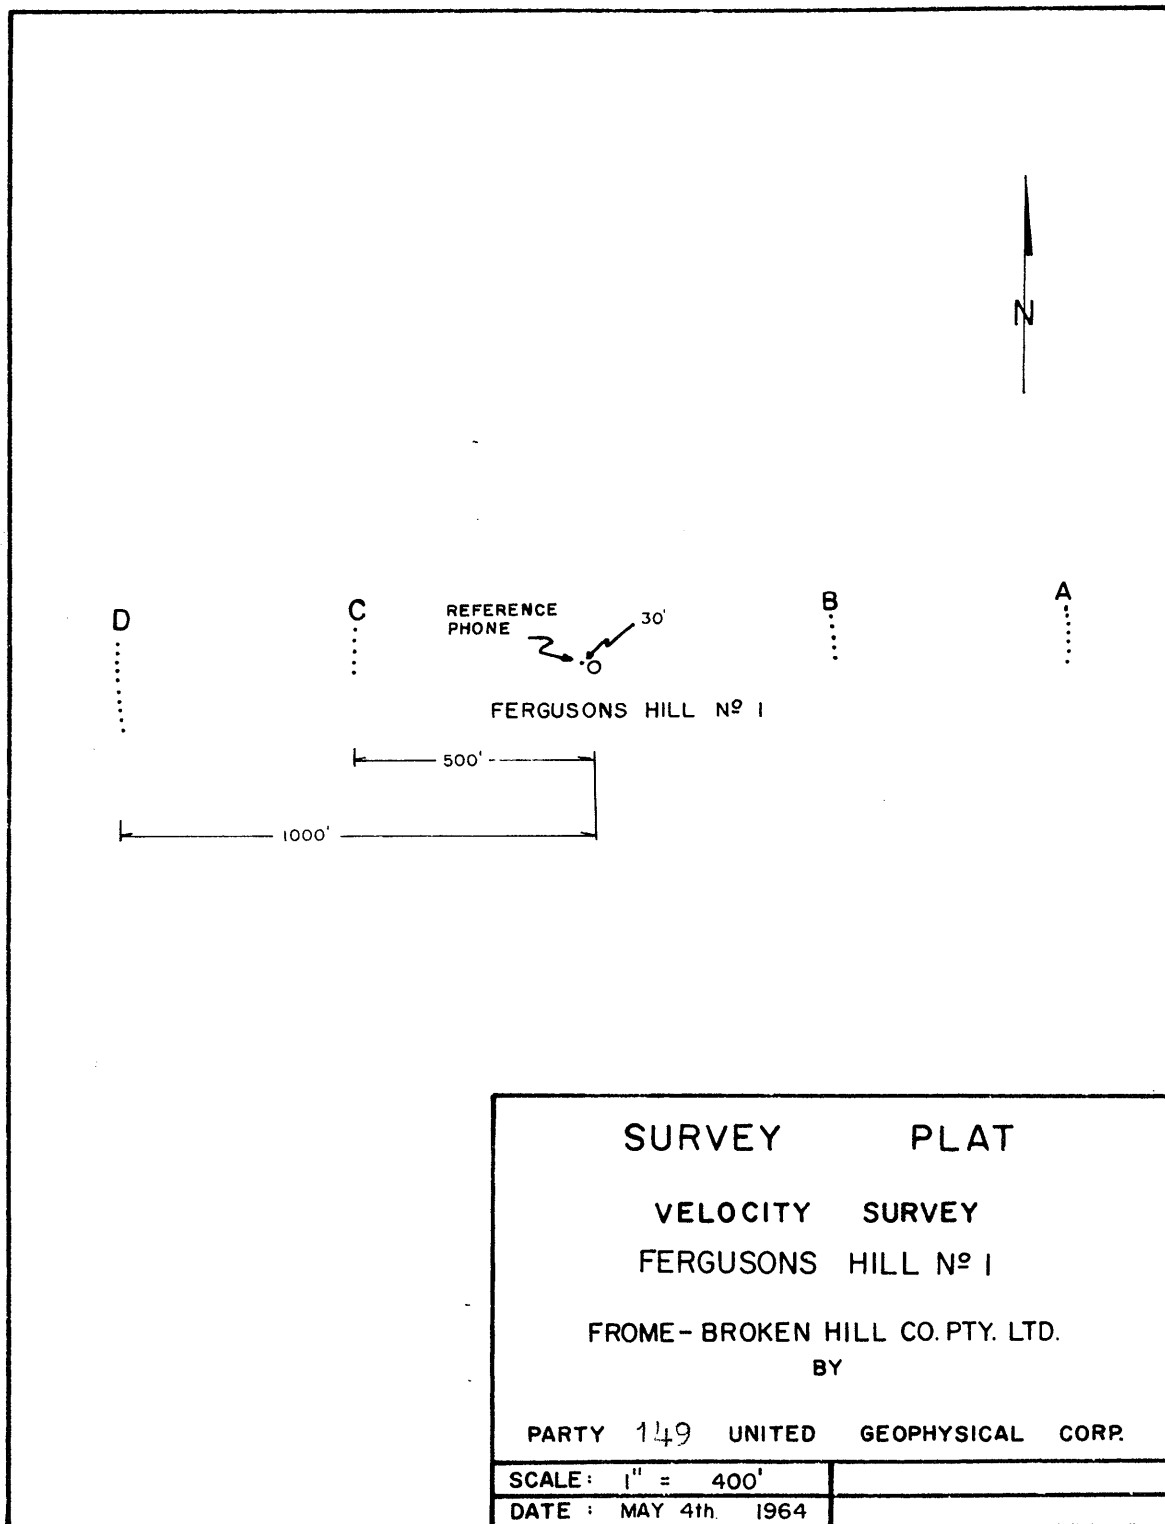 N
A
B
C
D
REFERENCE
PHONE
30'
FERGUSONS HILL Nº 1
500'
1000'
SURVEY PLAT
VELOCITY SURVEY
FERGUSONS HILL Nº 1
FROME-BROKEN HILL CO. PTY. LTD.
BY
PARTY 149 UNITED GEOPHYSICAL CORP.
SCALE: 1" = 400'
DATE : MAY 4th. 1964